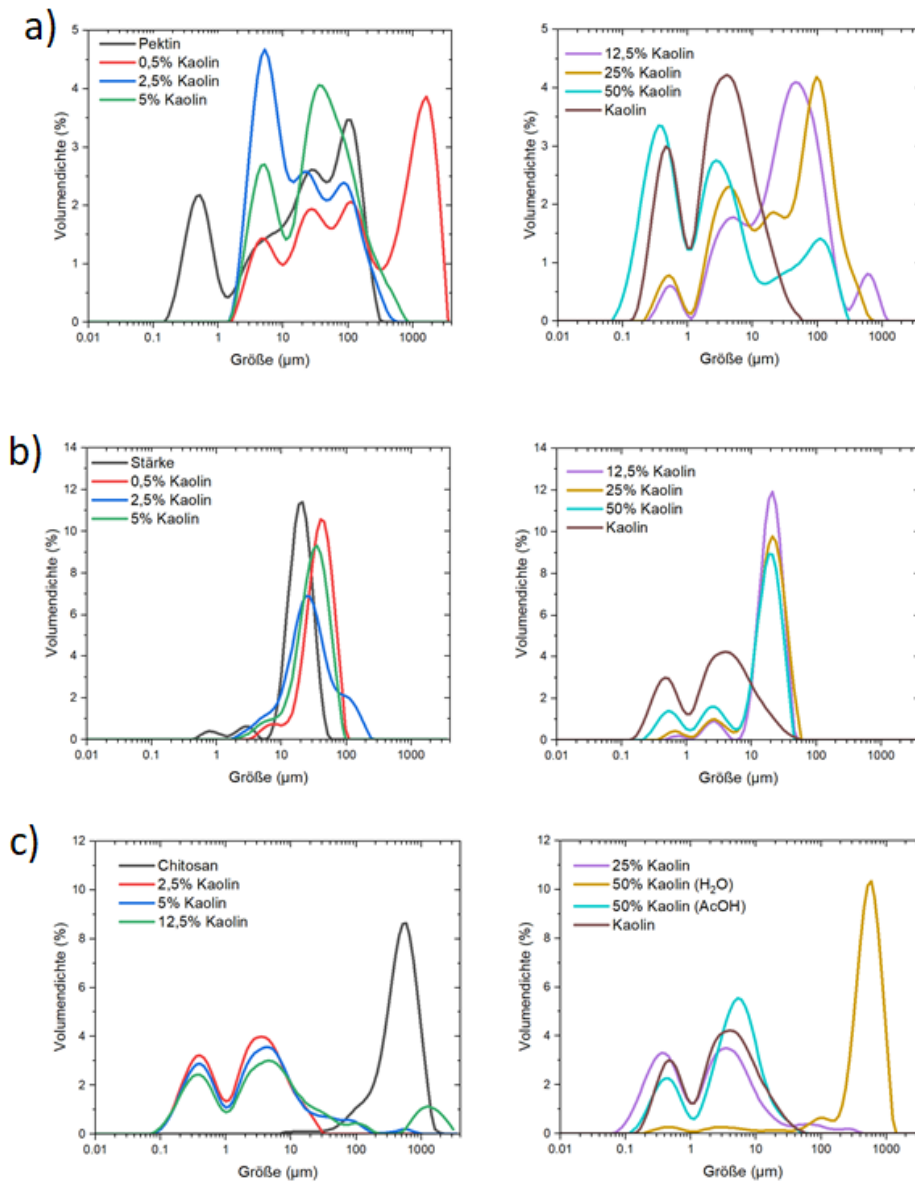 a)
Pektin
0,5% Kaolin
2,5% Kaolin
5% Kaolin
Volumendichte (%)
5
4
3
2
1
0
0.01 0.1 1 10 100 1000
Größe (µm)
12,5% Kaolin
25% Kaolin
50% Kaolin
Kaolin
Volumendichte (%)
5
4
3
2
1
0
0.01 0.1 1 10 100 1000
Größe (µm)
b)
Stärke
0,5% Kaolin
2,5% Kaolin
5% Kaolin
Volumendichte (%)
14
12
10
8
6
4
2
0
0.01 0.1 1 10 100 1000
Größe (µm)
12,5% Kaolin
25% Kaolin
50% Kaolin
Kaolin
Volumendichte (%)
14
12
10
8
6
4
2
0
0.01 0.1 1 10 100 1000
Größe (µm)
c)
Chitosan
2,5% Kaolin
5% Kaolin
12,5% Kaolin
Volumendichte (%)
12
10
8
6
4
2
0
0.01 0.1 1 10 100 1000
Größe (µm)
25% Kaolin
50% Kaolin (H₂O)
50% Kaolin (AcOH)
Kaolin
Volumendichte (%)
12
10
8
6
4
2
0
0.01 0.1 1 10 100 1000
Größe (µm)